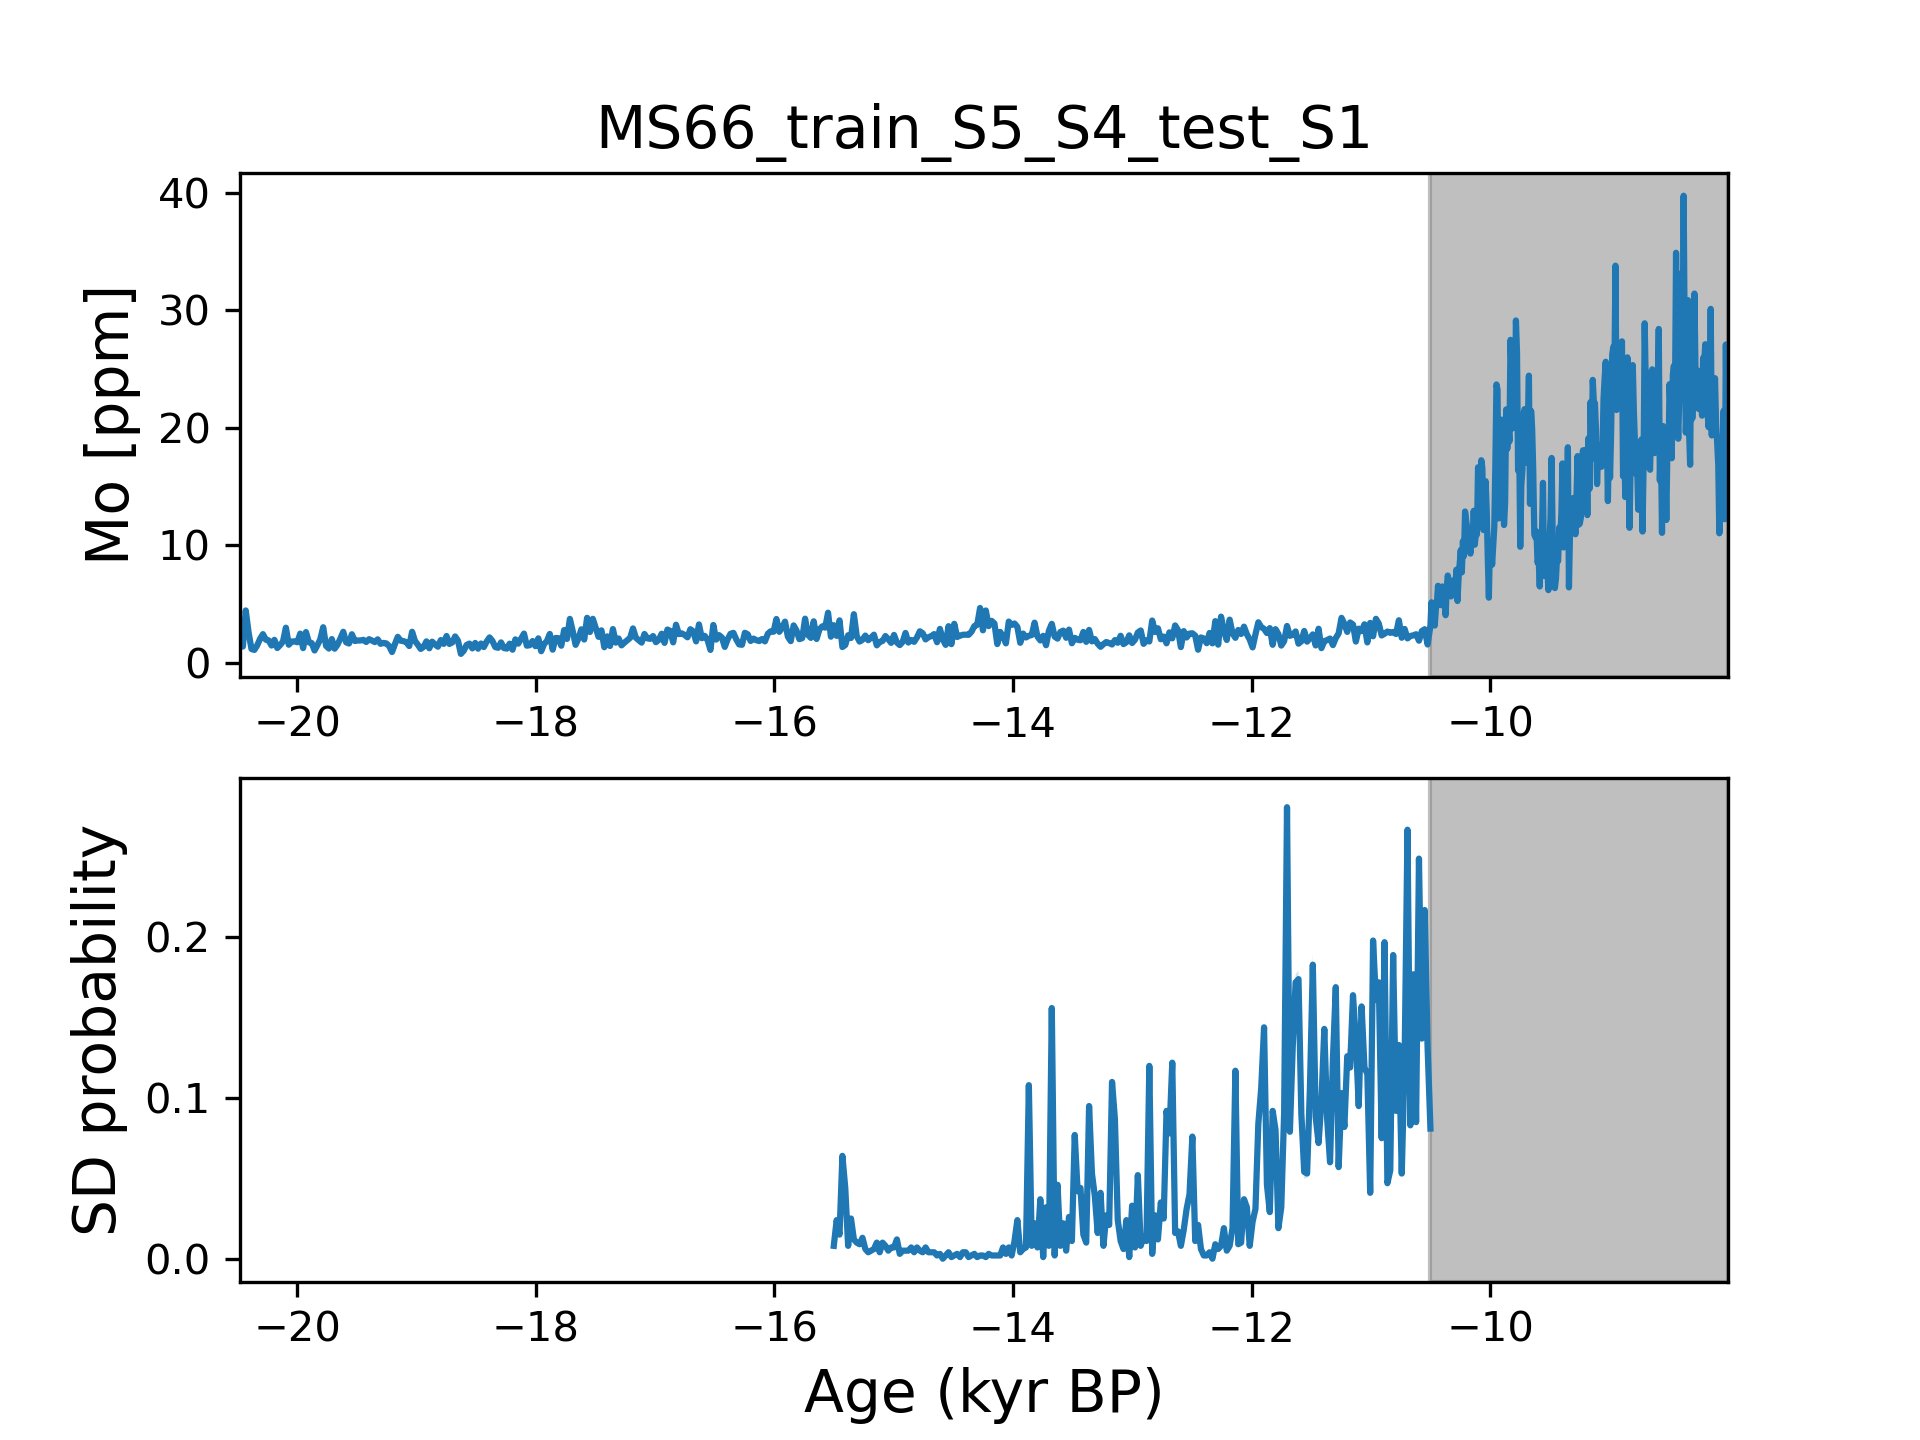 MS66_train_S5_S4_test_S1
Mo [ppm]
40
30
20
10
0
−20 −18 −16 −14 −12 −10
SD probability
0.2
0.1
0.0
−20 −18 −16 −14 −12 −10
Age (kyr BP)